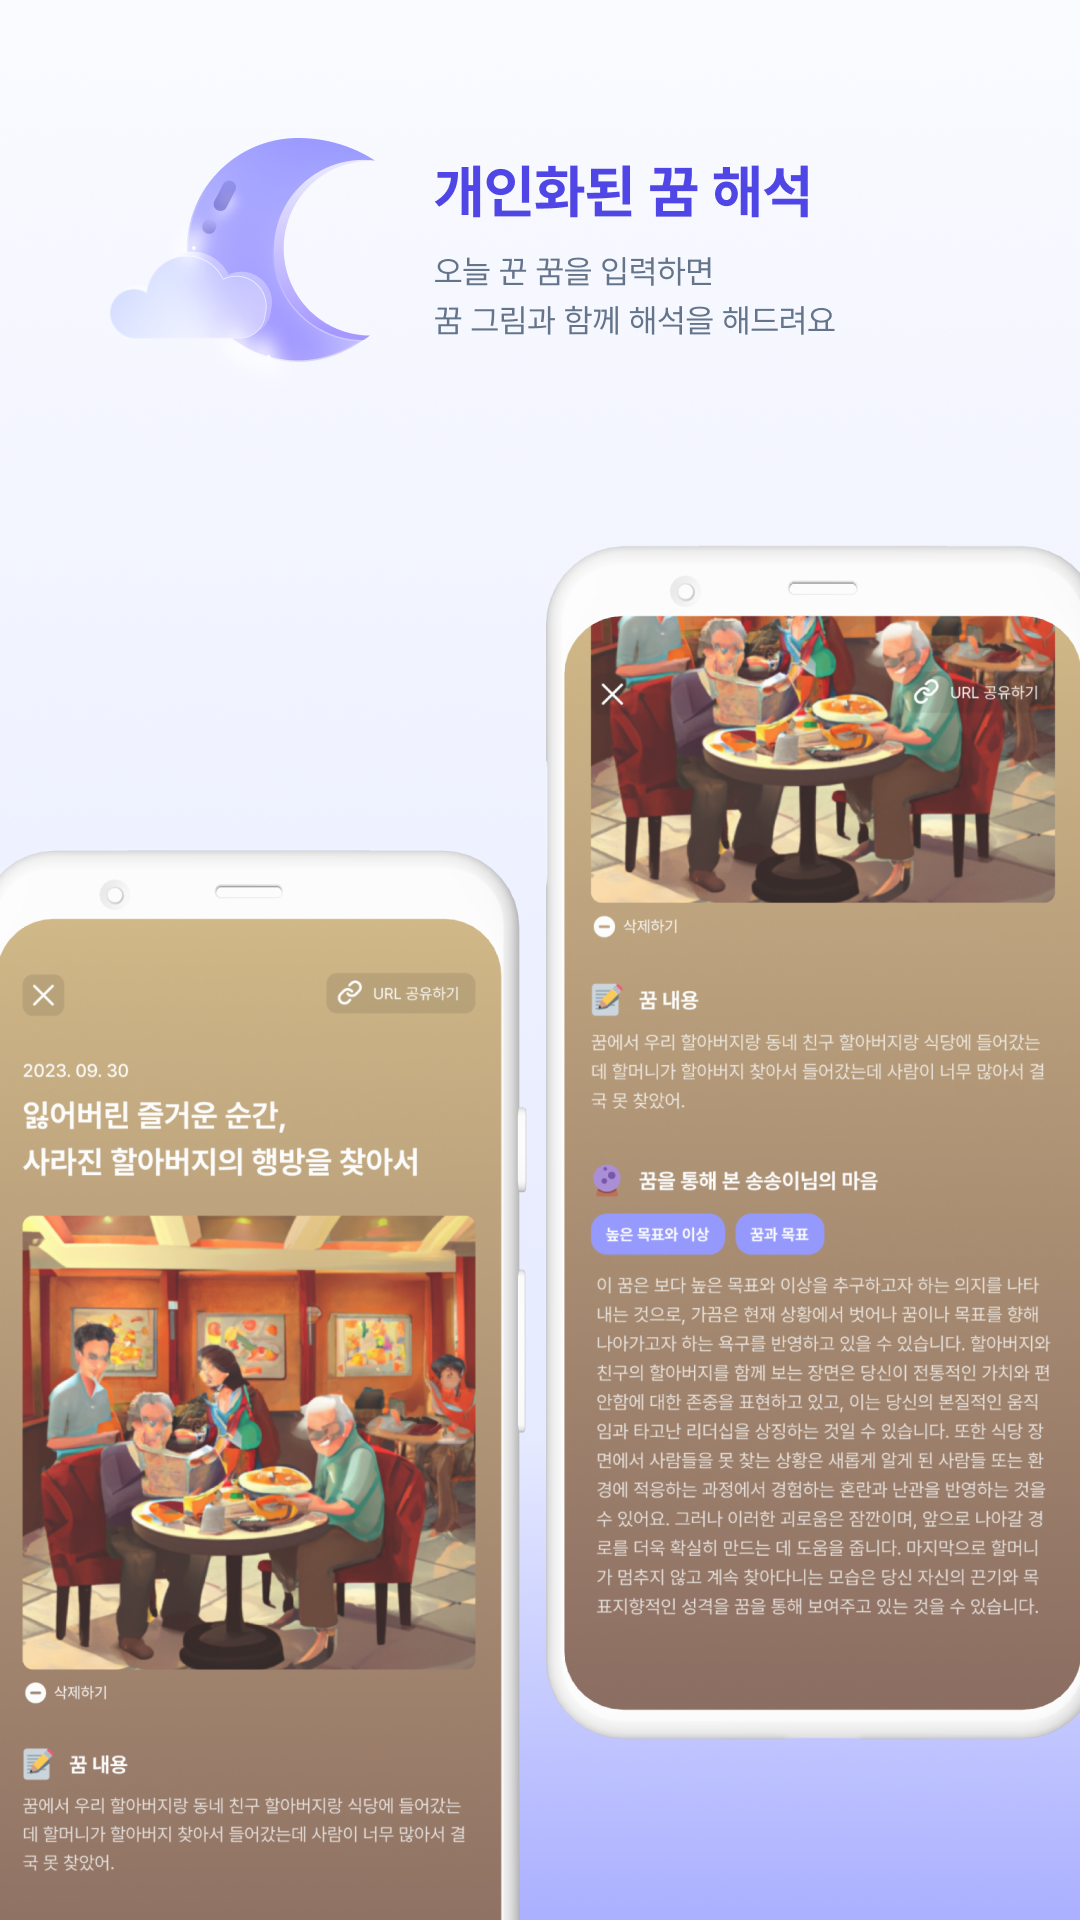 개인화된 꿈 해석
오늘 꾼 꿈을 입력하면
꿈 그림과 함께 해석을 해드려요
URL 공유하기
2023. 09. 30
잃어버린 즐거운 순간,
사라진 할아버지의 행방을 찾아서
삭제하기
꿈 내용
꿈에서 우리 할아버지랑 동네 친구 할아버지랑 식당에 들어갔는
데 할머니가 할아버지 찾아서 들어갔는데 사람이 너무 많아서 결
국 못 찾았어.
URL 공유하기
삭제하기
꿈 내용
꿈에서 우리 할아버지랑 동네 친구 할아버지랑 식당에 들어갔는
데 할머니가 할아버지 찾아서 들어갔는데 사람이 너무 많아서 결
국 못 찾았어.
꿈을 통해 본 송송이님의 마음
높은 목표와 이상
꿈과 목표
이 꿈은 보다 높은 목표와 이상을 추구하고자 하는 의지를 나타
내는 것으로, 가끔은 현재 상황에서 벗어나 꿈이나 목표를 향해
나아가고자 하는 욕구를 반영하고 있을 수 있습니다. 할아버지와
친구의 할아버지를 함께 보는 장면은 당신이 전통적인 가치와 편
안함에 대한 존중을 표현하고 있고, 이는 당신의 본질적인 움직
임과 타고난 리더십을 상징하는 것일 수 있습니다. 또한 식당 장
면에서 사람들을 못 찾는 상황은 새롭게 알게 된 사람들 또는 환
경에 적응하는 과정에서 경험하는 혼란과 난관을 반영하는 것을
수 있어요. 그러나 이러한 괴로움은 잠깐이며, 앞으로 나아갈 경
로를 더욱 확실히 만드는 데 도움을 줍니다. 마지막으로 할머니
가 멈추지 않고 계속 찾아다니는 모습은 당신 자신의 끈기와 목
표지향적인 성격을 꿈을 통해 보여주고 있는 것을 수 있습니다.